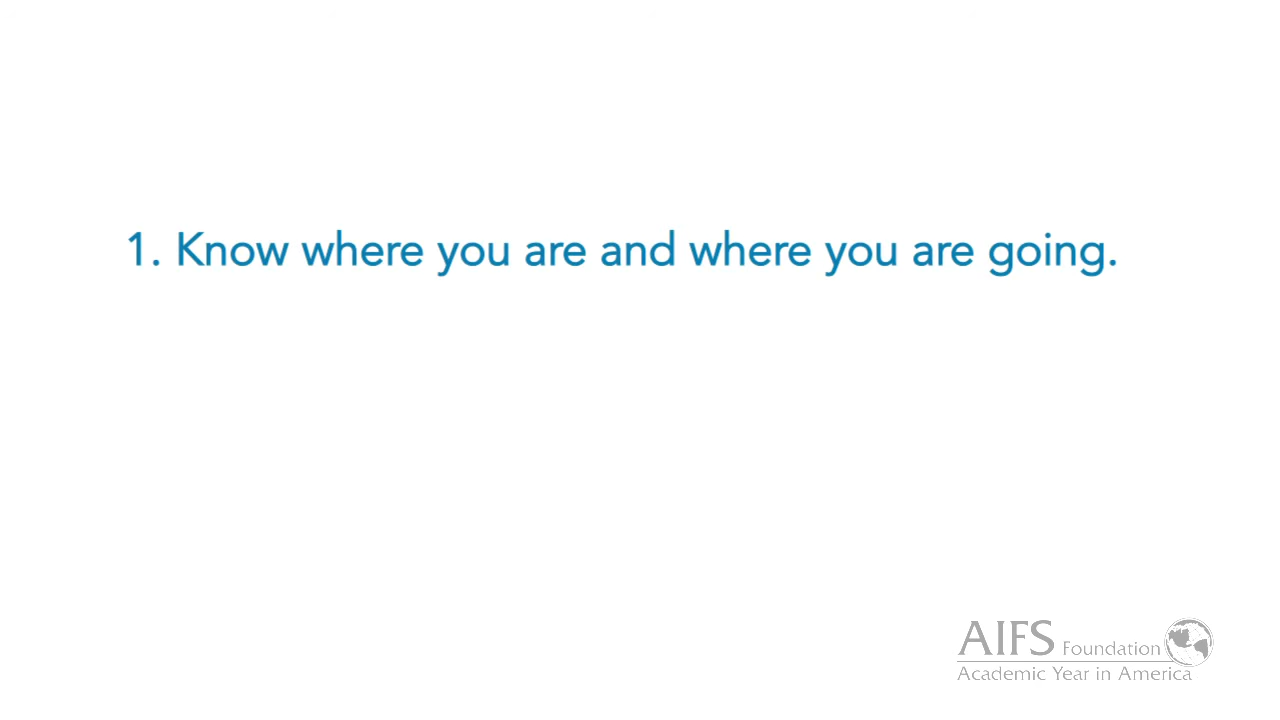 1. Know where you are and where you are going.
AIFS Foundation
Academic Year in America